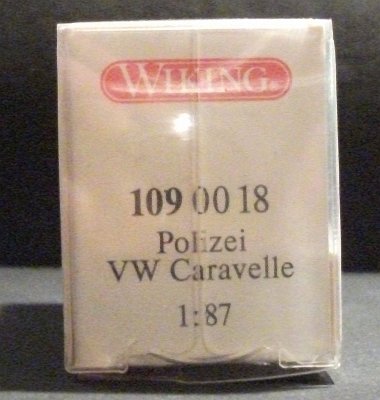 WIKING®
109 00 18
Polizei
VW Caravelle
1:87